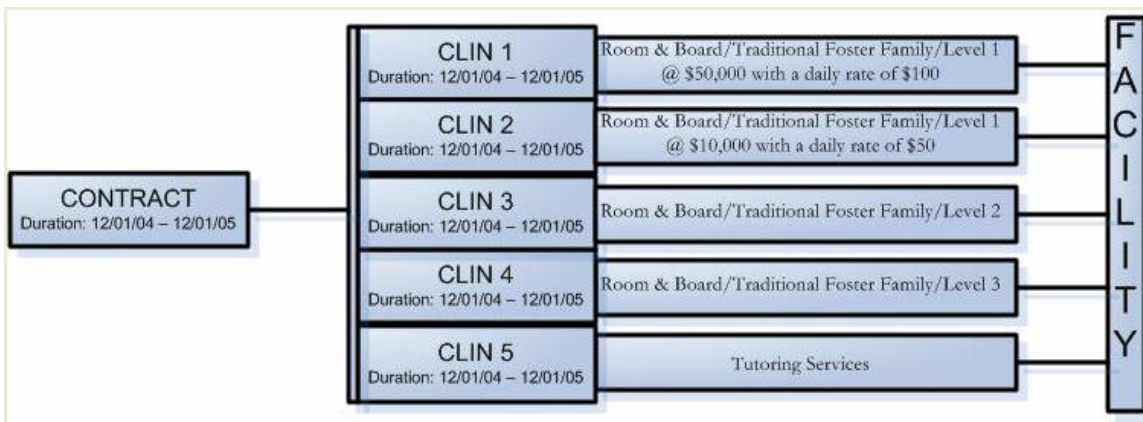 CONTRACT
Duration: 12/01/04 – 12/01/05
CLIN 1
Duration: 12/01/04 – 12/01/05
Room & Board/Traditional Foster Family/Level 1
@ $50,000 with a daily rate of $100
CLIN 2
Duration: 12/01/04 – 12/01/05
Room & Board/Traditional Foster Family/Level 1
@ $10,000 with a daily rate of $50
CLIN 3
Duration: 12/01/04 – 12/01/05
Room & Board/Traditional Foster Family/Level 2
CLIN 4
Duration: 12/01/04 – 12/01/05
Room & Board/Traditional Foster Family/Level 3
CLIN 5
Duration: 12/01/04 – 12/01/05
Tutoring Services
FACILITY